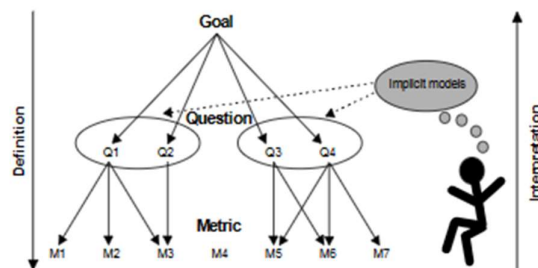 Goal
Implicit models
Question
Q1 Q2 Q3 Q4
Metric
M1 M2 M3 M4 M5 M6 M7
Definition
Interpretation